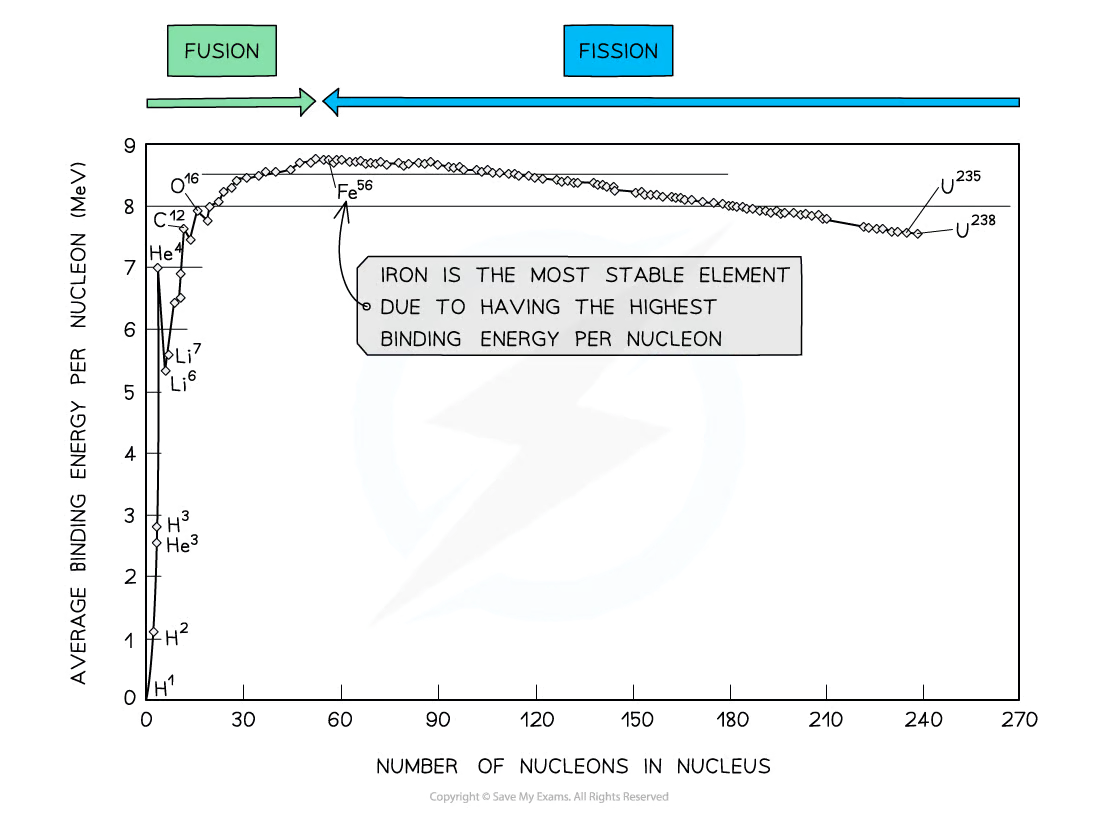 FUSION
FISSION
AVERAGE BINDING ENERGY PER NUCLEON (MeV)
9
8
7
6
5
4
3
2
1
0
O¹⁶
C¹²
He⁴
Li⁷
Li⁶
H³
He³
H²
H¹
Fe⁵⁶
U²³⁵
U²³⁸
IRON IS THE MOST STABLE ELEMENT
DUE TO HAVING THE HIGHEST
BINDING ENERGY PER NUCLEON
0 30 60 90 120 150 180 210 240 270
NUMBER OF NUCLEONS IN NUCLEUS
Copyright © Save My Exams. All Rights Reserved